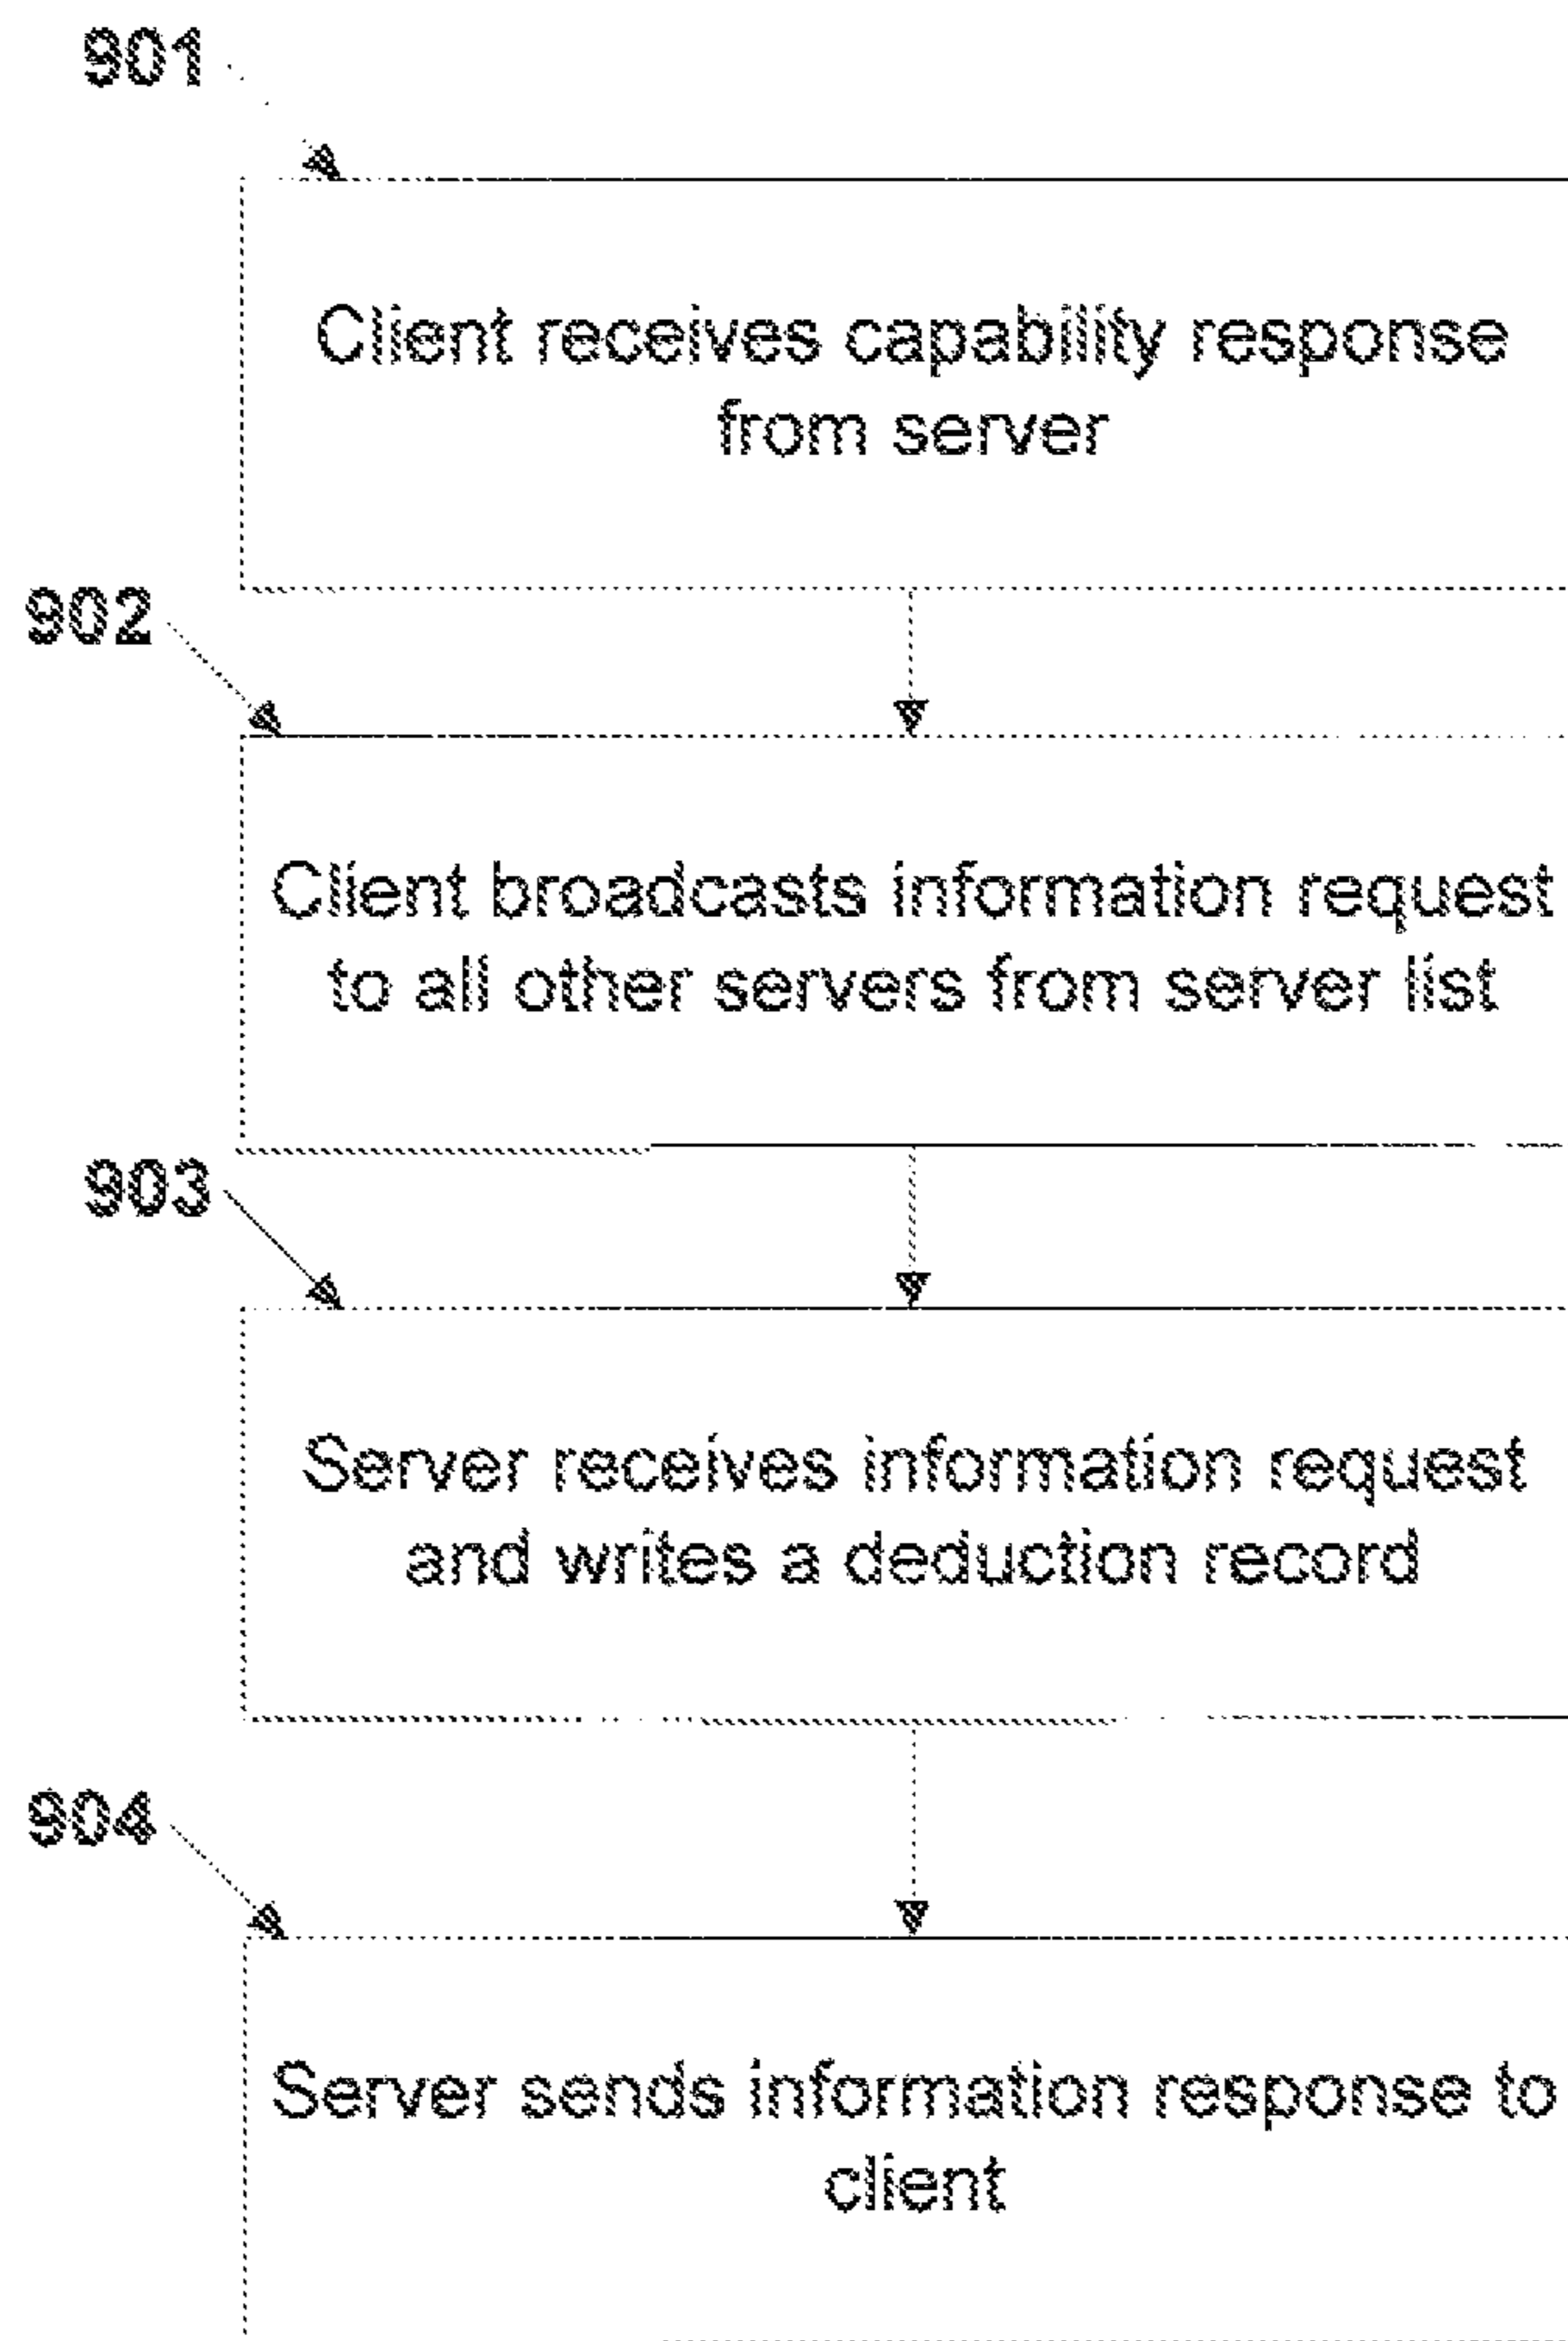 901
Client receives capability response
from server
902
Client broadcasts information request
to all other servers from server list
903
Server receives information request
and writes a deduction record
904
Server sends information response to
client